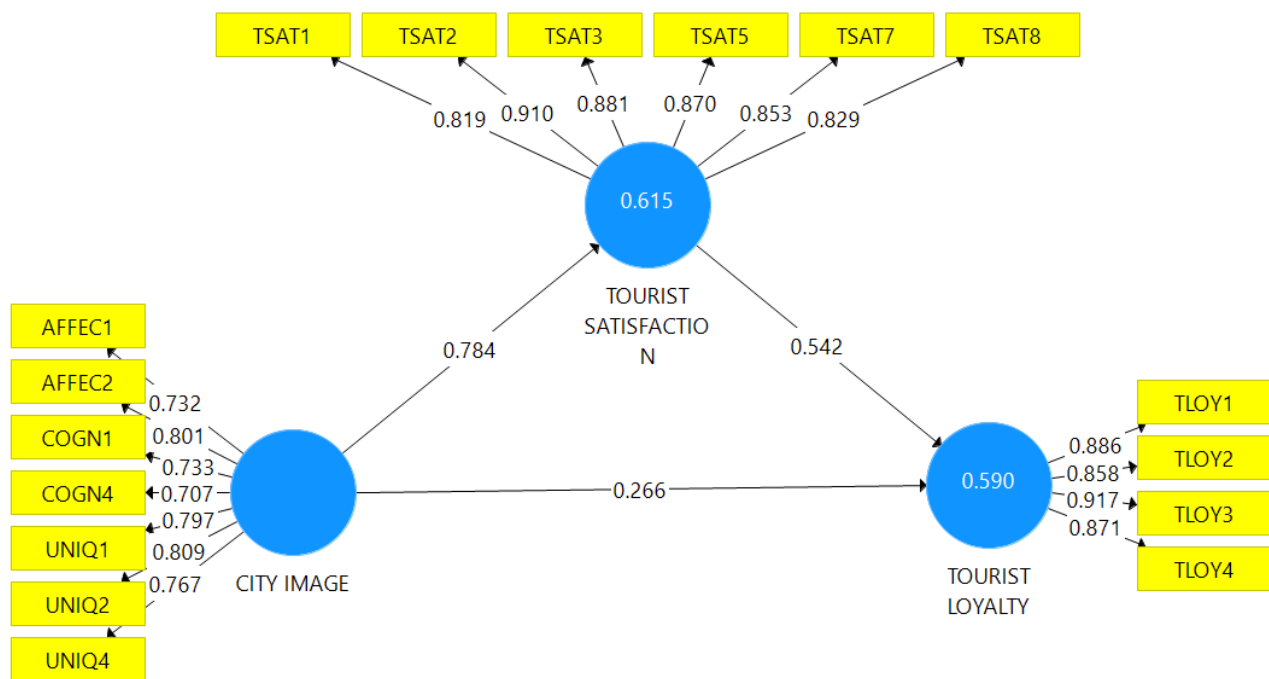 TSAT1 TSAT2 TSAT3 TSAT5 TSAT7 TSAT8
0.819 0.910 0.881 0.870 0.853 0.829
0.615
TOURIST
SATISFACTIO
N
0.784
0.542
AFFEC1
AFFEC2
COGN1
COGN4
UNIQ1
UNIQ2
UNIQ4
0.732
0.801
0.733
0.707
0.797
0.809
0.767
CITY IMAGE
0.266
0.590
TOURIST
LOYALTY
0.886
0.858
0.917
0.871
TLOY1
TLOY2
TLOY3
TLOY4